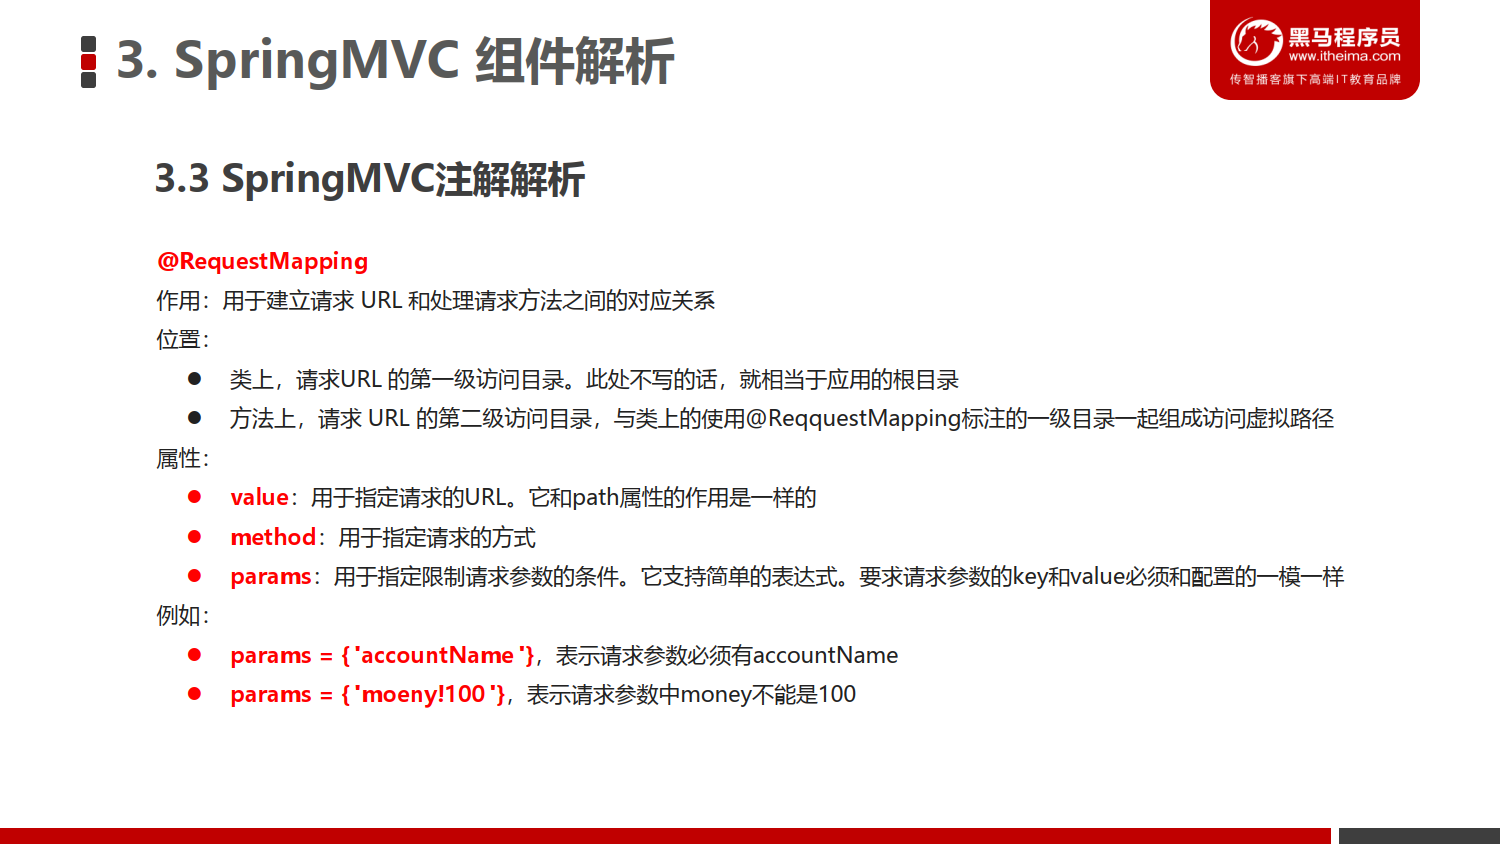 3. SpringMVC 组件解析
黑马程序员
www.itheima.com
传智播客旗下高端IT教育品牌
3.3 SpringMVC注解解析
@RequestMapping
作用：用于建立请求 URL 和处理请求方法之间的对应关系
位置：
● 类上，请求URL 的第一级访问目录。此处不写的话，就相当于应用的根目录
● 方法上，请求 URL 的第二级访问目录，与类上的使用@ReqquestMapping标注的一级目录一起组成访问虚拟路径
属性：
● value：用于指定请求的URL。它和path属性的作用是一样的
● method：用于指定请求的方式
● params：用于指定限制请求参数的条件。它支持简单的表达式。要求请求参数的key和value必须和配置的一模一样
例如：
● params = {'accountName'}，表示请求参数必须有accountName
● params = {'moeny!100'}，表示请求参数中money不能是100